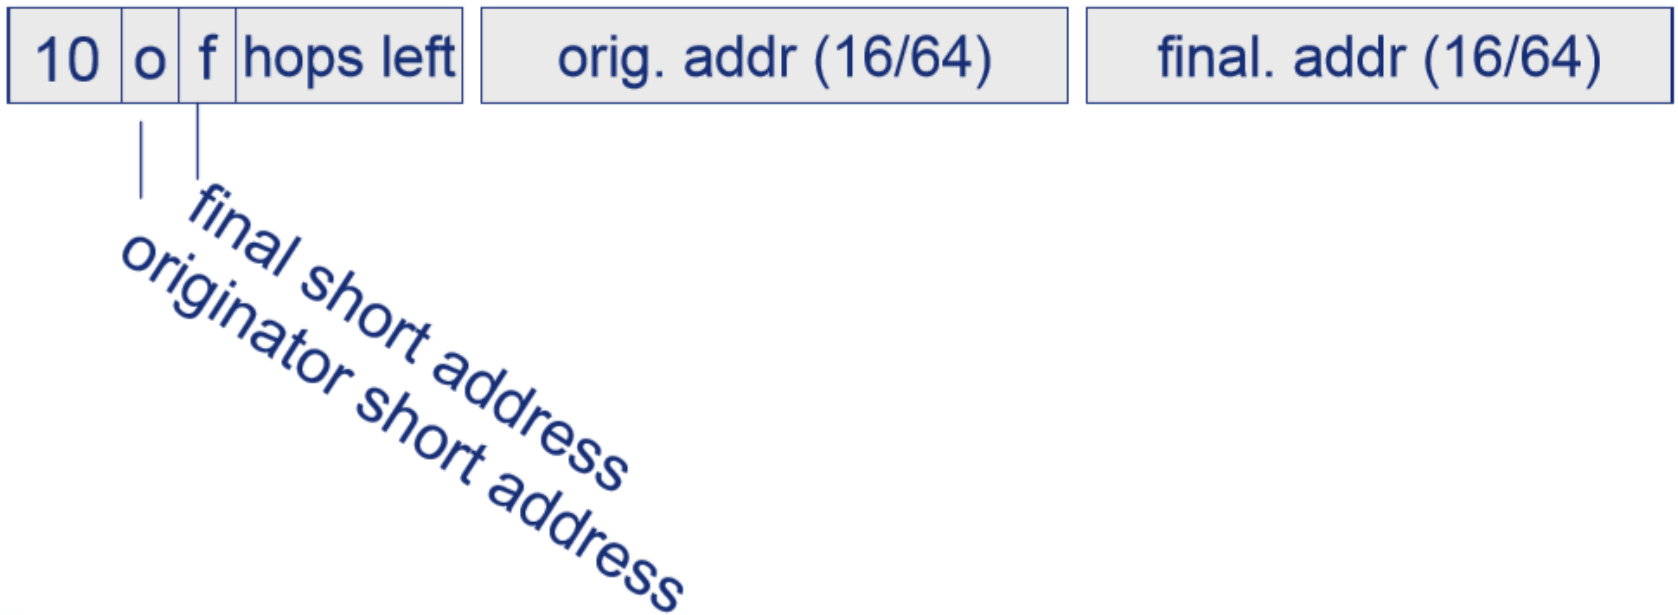 10 o f hops left orig. addr (16/64) final. addr (16/64)
final short address
originator short address